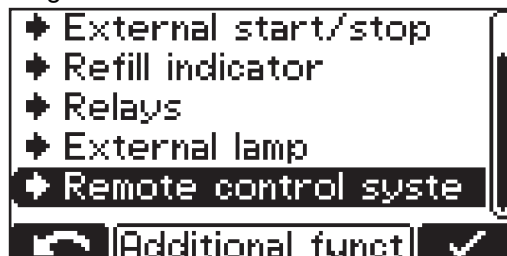 External start/stop
Refill indicator
Relays
External lamp
Remote control syste
Additional funct